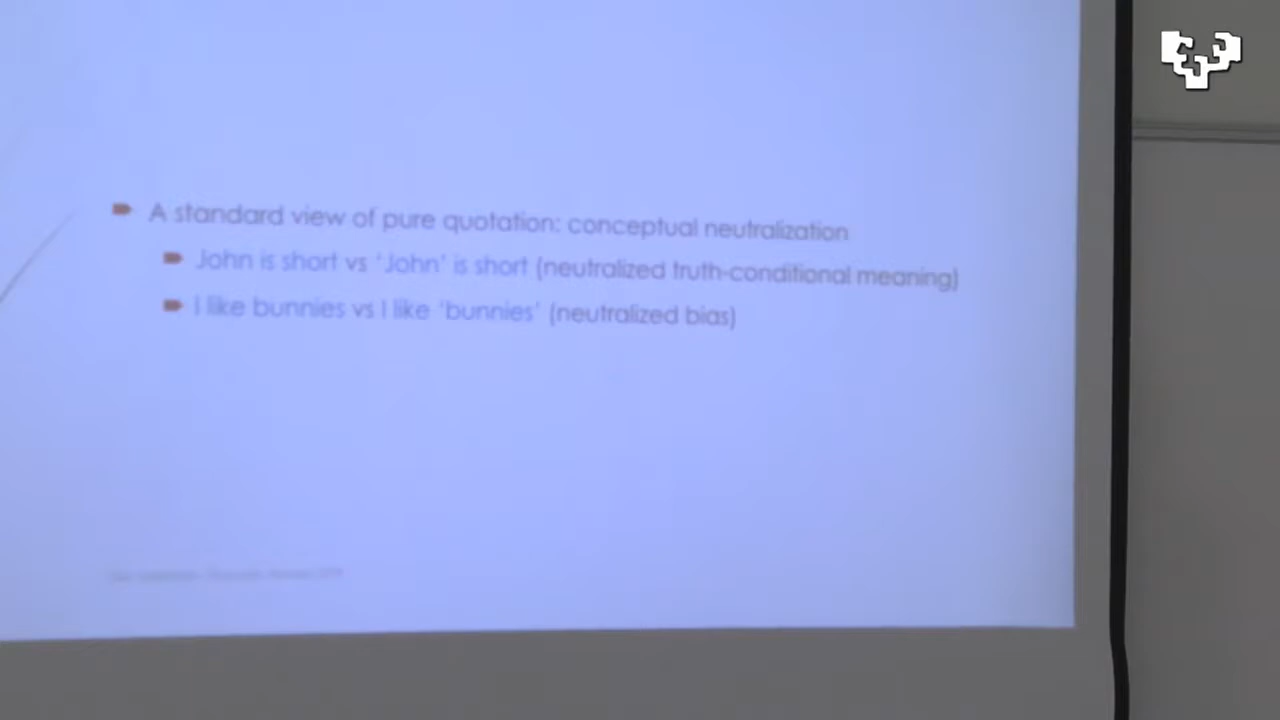 A standard view of pure quotation: conceptual neutralization
John is short vs ‘John’ is short (neutralized truth-conditional meaning)
I like bunnies vs I like ‘bunnies’ (neutralized bias)